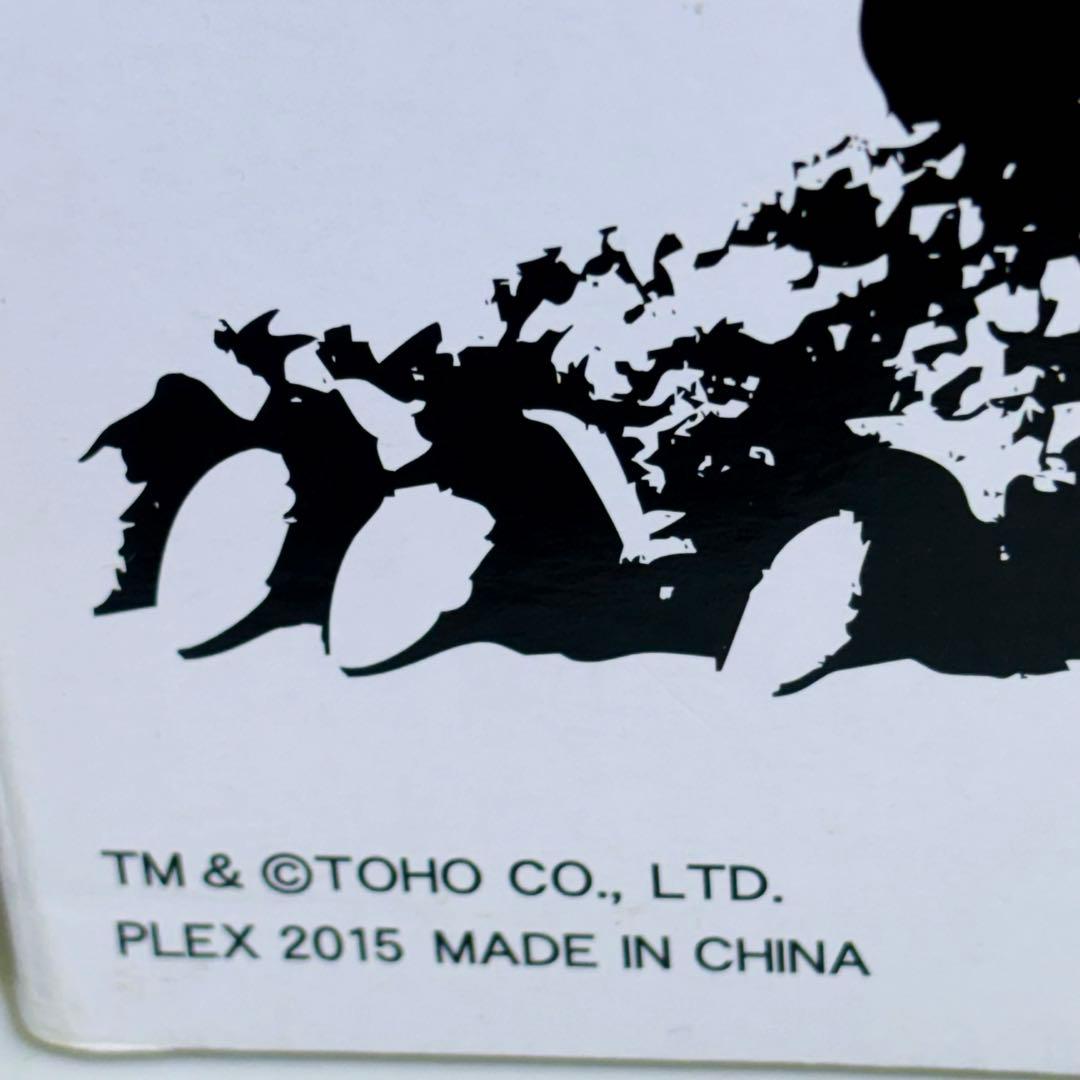 TM & ©TOHO CO., LTD.
PLEX 2015 MADE IN CHINA